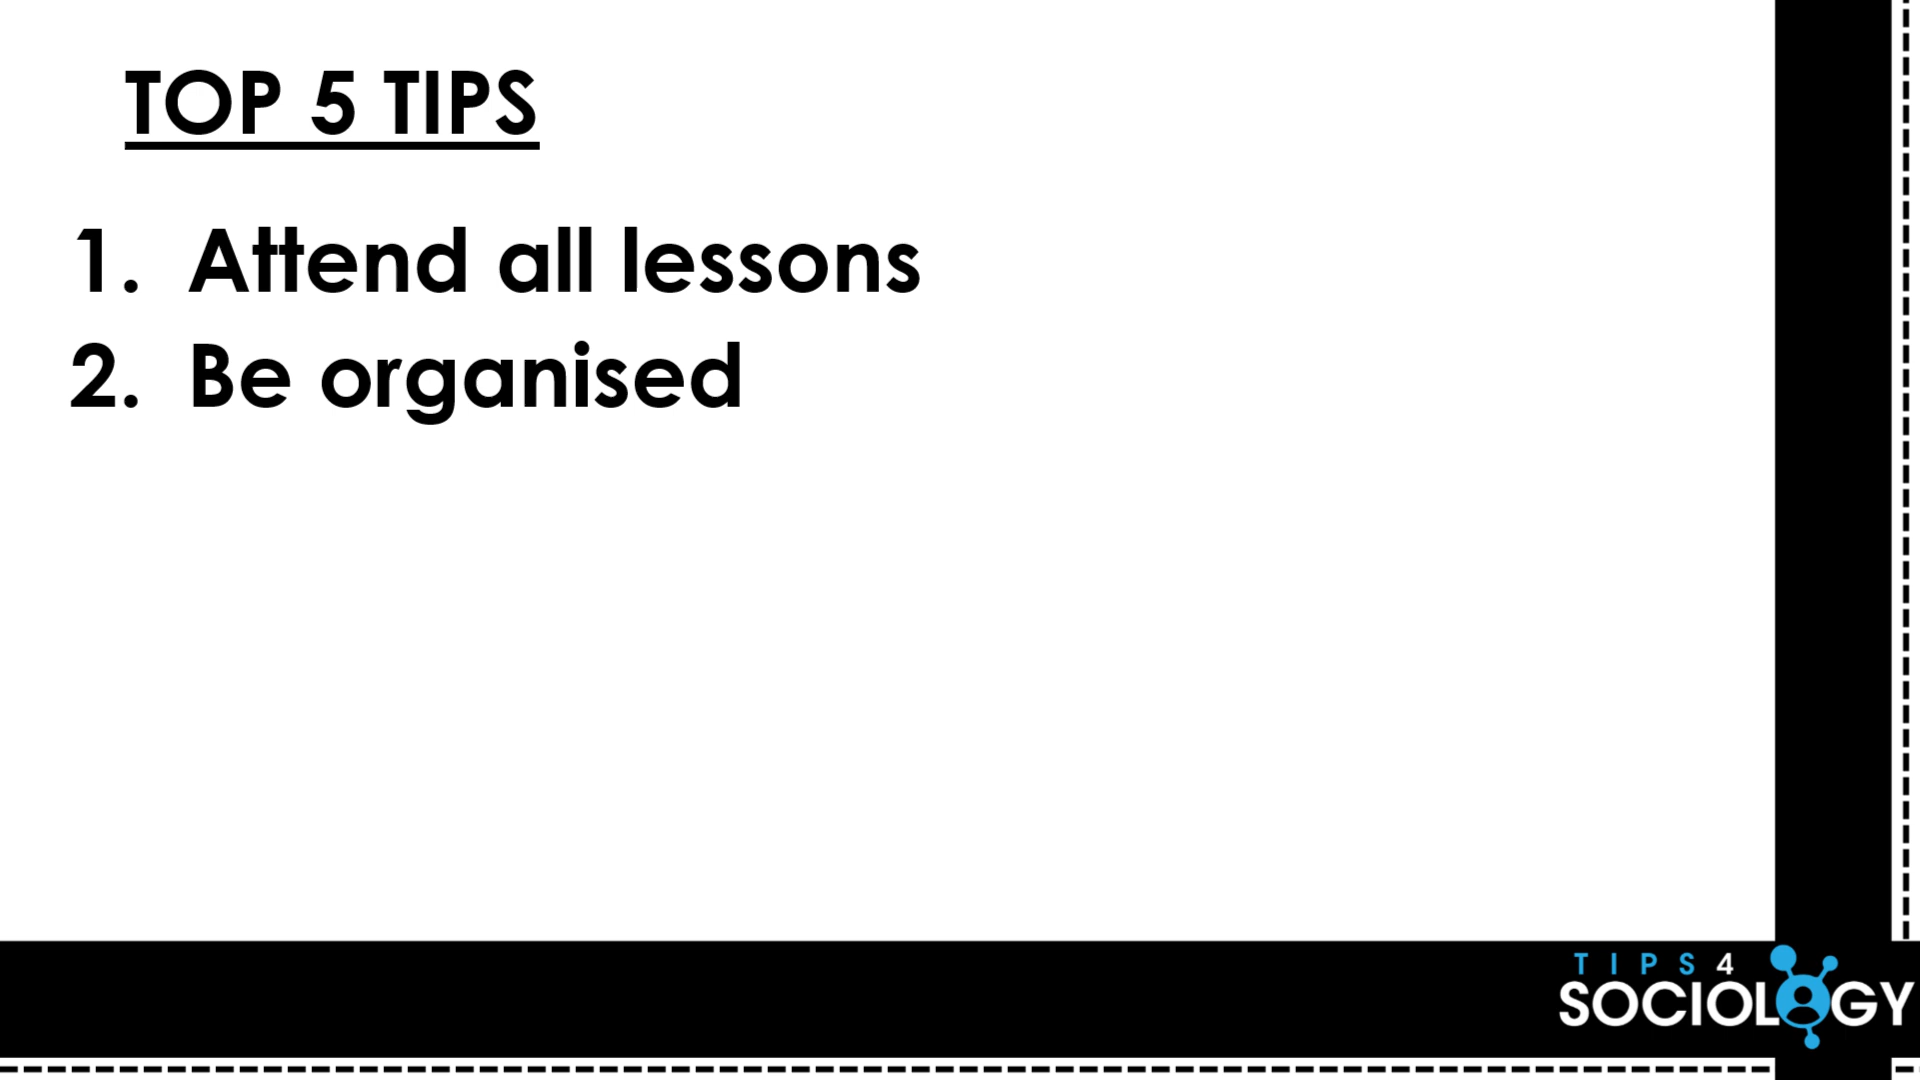 TOP 5 TIPS
1. Attend all lessons
2. Be organised
TIPS 4
SOCIOLOGY